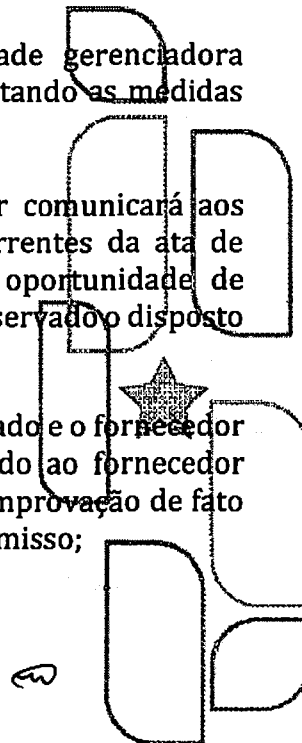 ade gerenciadora
tando as medidas
r comunicará aos
rrentes da ata de
oportunidade de
servado o disposto
ado e o fornecedor
do ao fornecedor
mprovação de fato
misso;